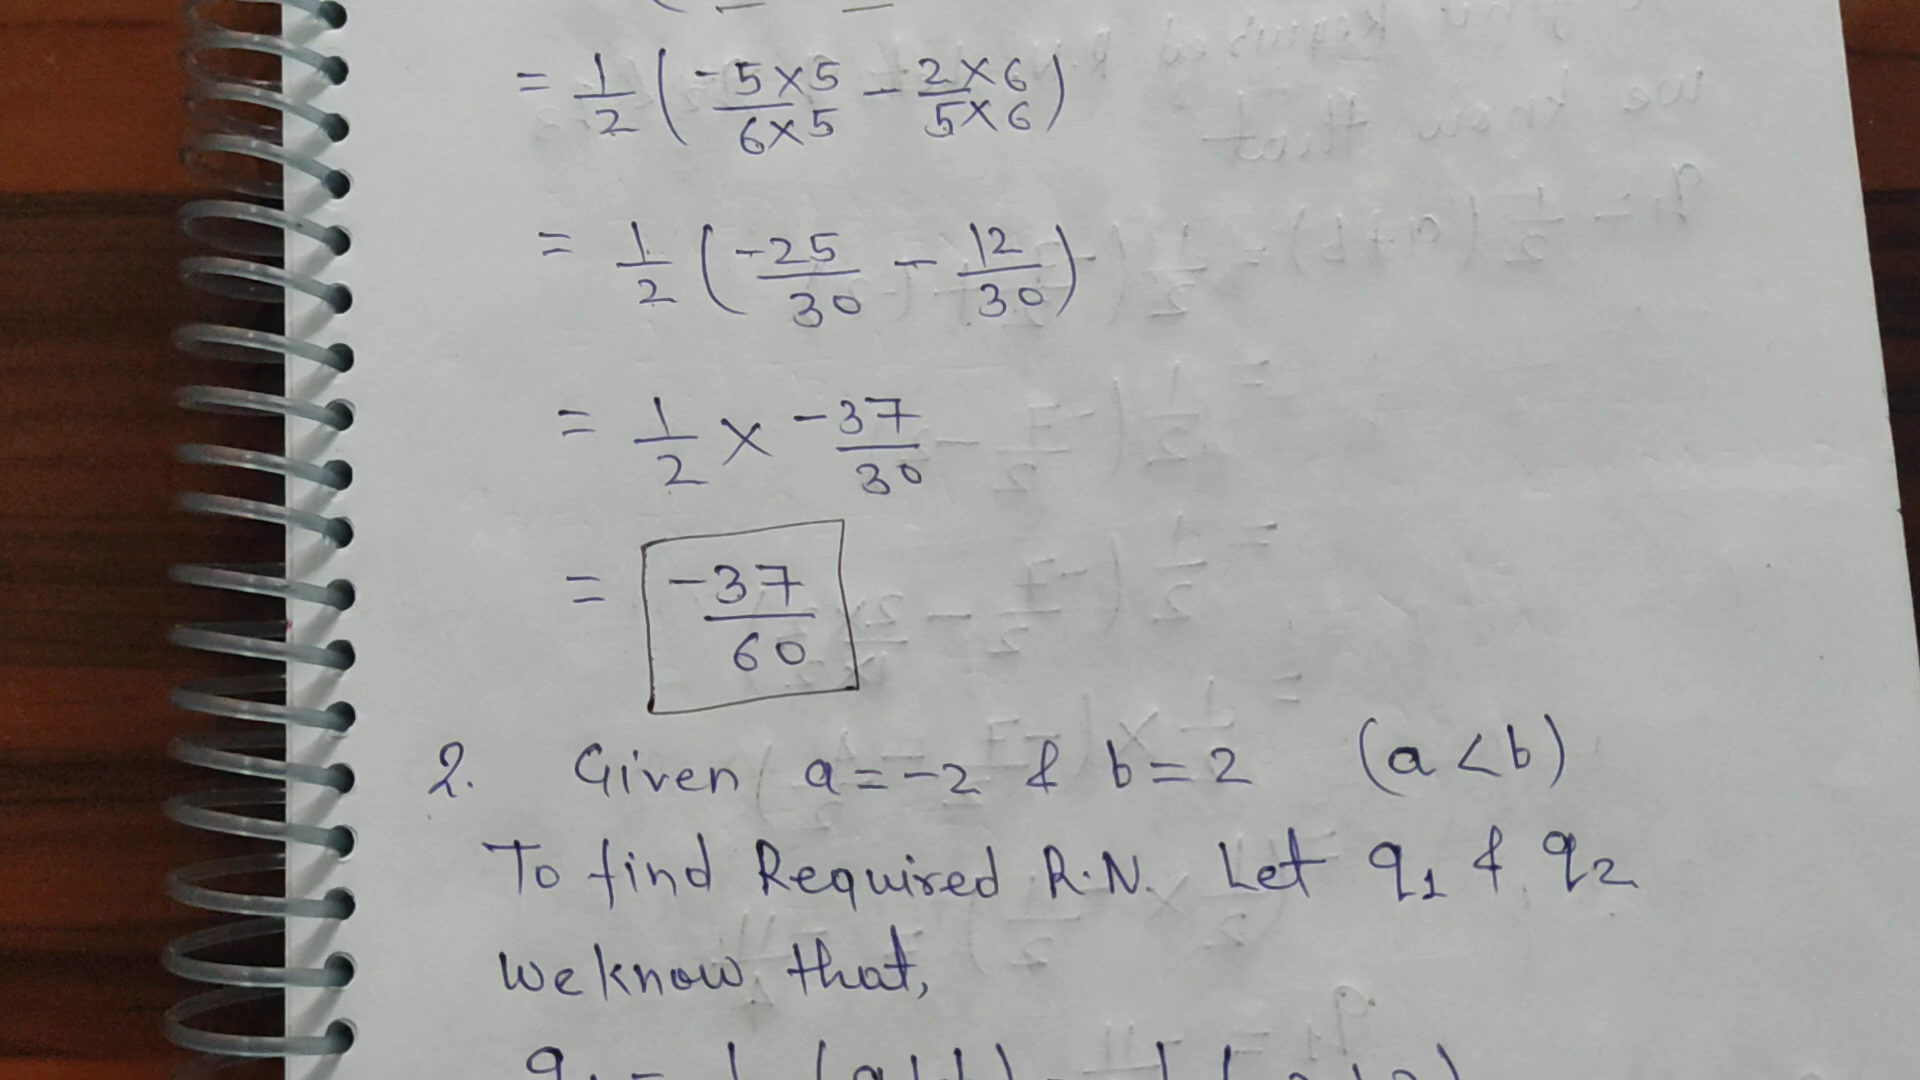 = 1/2 ( -5×5/6×5 - 2×6/5×6 )
= 1/2 ( -25/30 - 12/30 )
= 1/2 × -37/30
= -37/60
2. Given a = -2 & b = 2 (a < b)
To find Required R.N. Let q1 & q2
we know that,